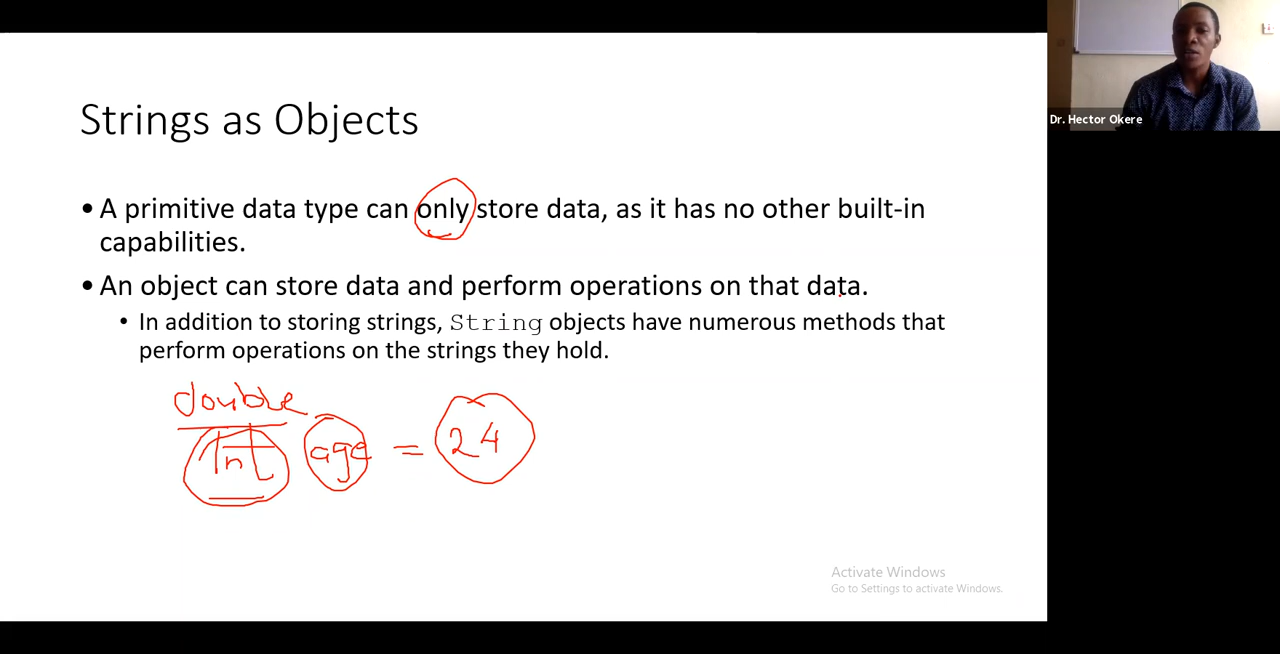 Strings as Objects
• A primitive data type can only store data, as it has no other built-in
capabilities.
• An object can store data and perform operations on that data.
• In addition to storing strings, String objects have numerous methods that
perform operations on the strings they hold.
double
Int age = 24
Activate Windows
Go to Settings to activate Windows.
Dr. Hector Okere